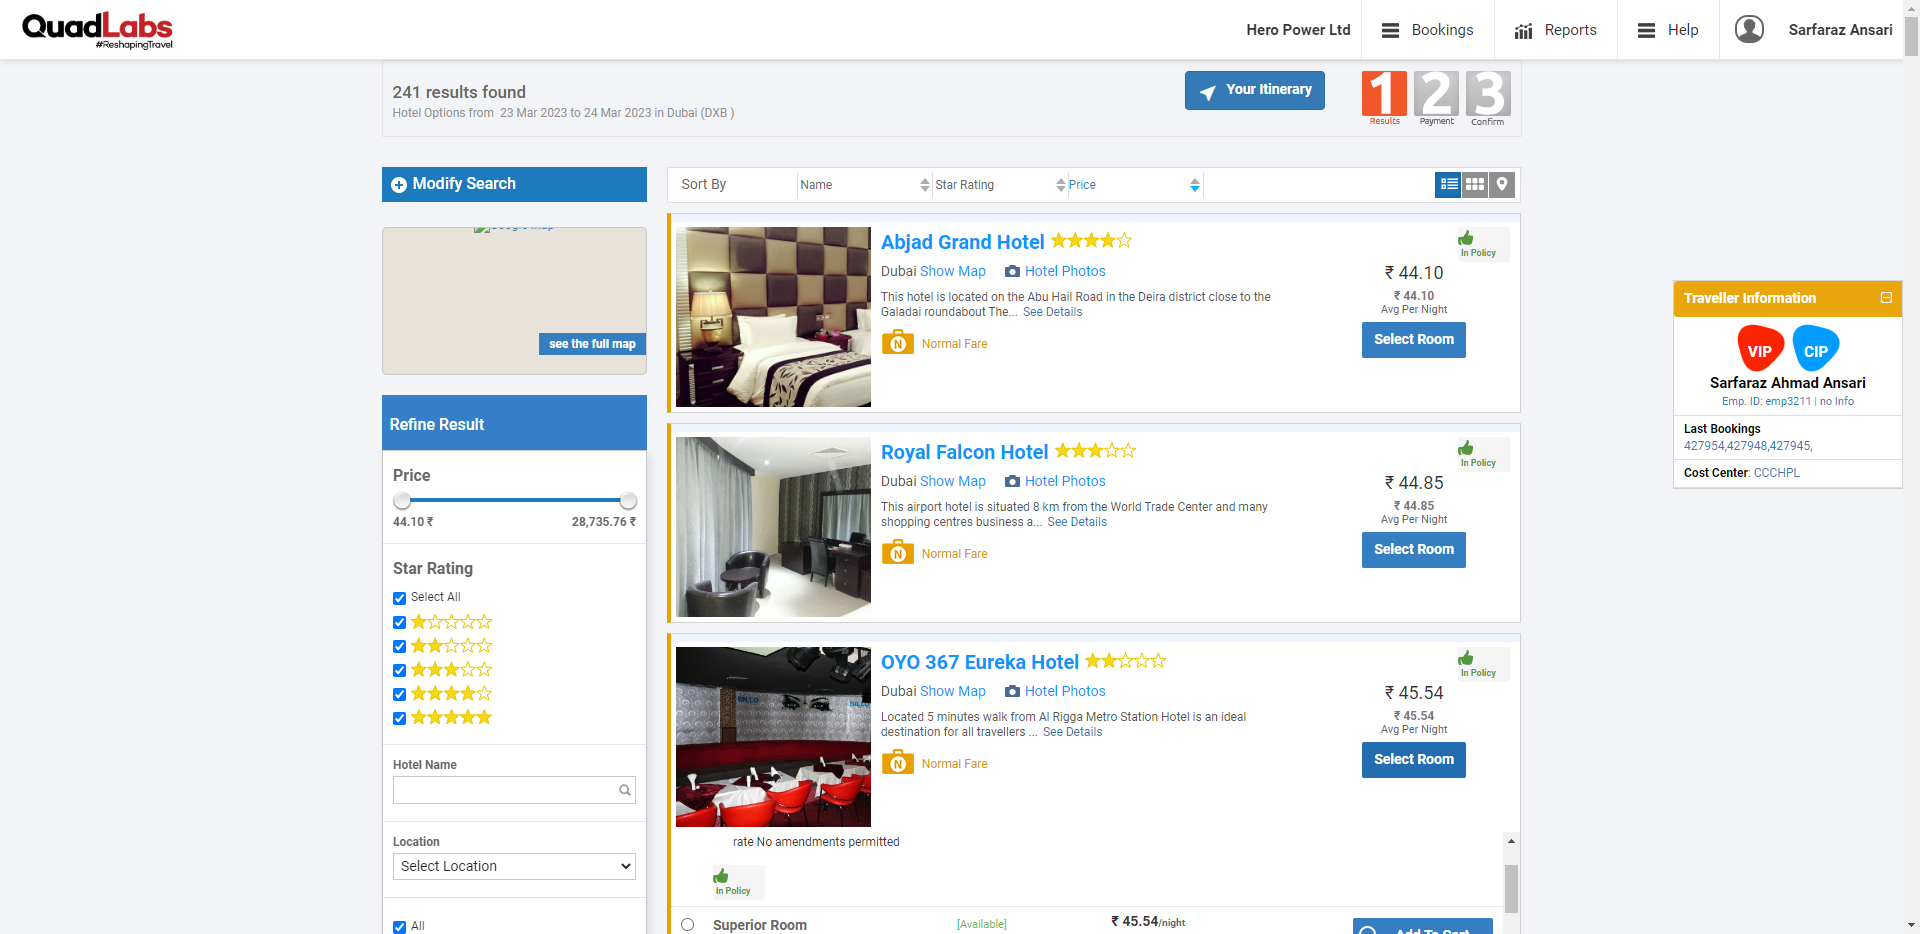 QuadLabs
#ReshapingTravel
Hero Power Ltd
Bookings
Reports
Help
Sarfaraz Ansari
241 results found
Hotel Options from 23 Mar 2023 to 24 Mar 2023 in Dubai (DXB )
Your Itinerary
1 2 3
Results Payment Confirm
Modify Search
Google Map
see the full map
Refine Result
Price
44.10 ₹ 28,735.76 ₹
Star Rating
Select All
Hotel Name
Location
Select Location
All
Sort By Name Star Rating Price
Abjad Grand Hotel
In Policy
Dubai Show Map Hotel Photos
This hotel is located on the Abu Hail Road in the Deira district close to the
Galadai roundabout The... See Details
N Normal Fare
₹ 44.10
₹ 44.10
Avg Per Night
Select Room
Royal Falcon Hotel
In Policy
Dubai Show Map Hotel Photos
This airport hotel is situated 8 km from the World Trade Center and many
shopping centres business a... See Details
N Normal Fare
₹ 44.85
₹ 44.85
Avg Per Night
Select Room
OYO 367 Eureka Hotel
In Policy
Dubai Show Map Hotel Photos
Located 5 minutes walk from Al Rigga Metro Station Hotel is an ideal
destination for all travellers ... See Details
N Normal Fare
₹ 45.54
₹ 45.54
Avg Per Night
Select Room
rate No amendments permitted
In Policy
Superior Room [Available] ₹ 45.54/night Add To Cart
Traveller Information
VIP CIP
Sarfaraz Ahmad Ansari
Emp. ID: emp3211 | no Info
Last Bookings
427954,427948,427945,
Cost Center: CCCHPL